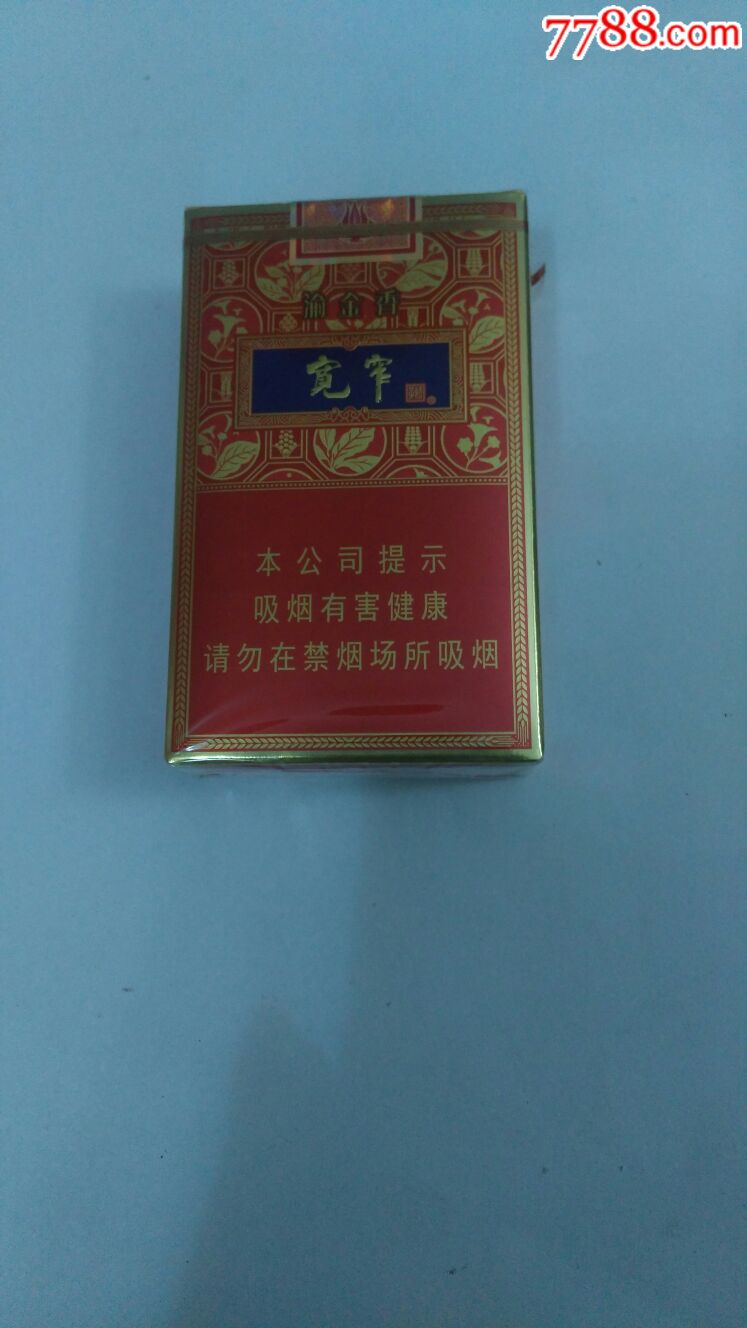 7788.com
渝金香
宽窄
本公司提示
吸烟有害健康
请勿在禁烟场所吸烟